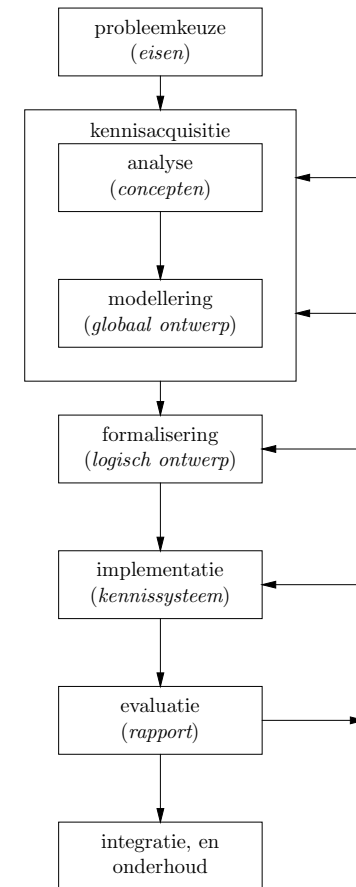 probleemkeuze
(eisen)
kennisacquisitie
analyse
(concepten)
modellering
(globaal ontwerp)
formalisering
(logisch ontwerp)
implementatie
(kennissysteem)
evaluatie
(rapport)
integratie, en
onderhoud